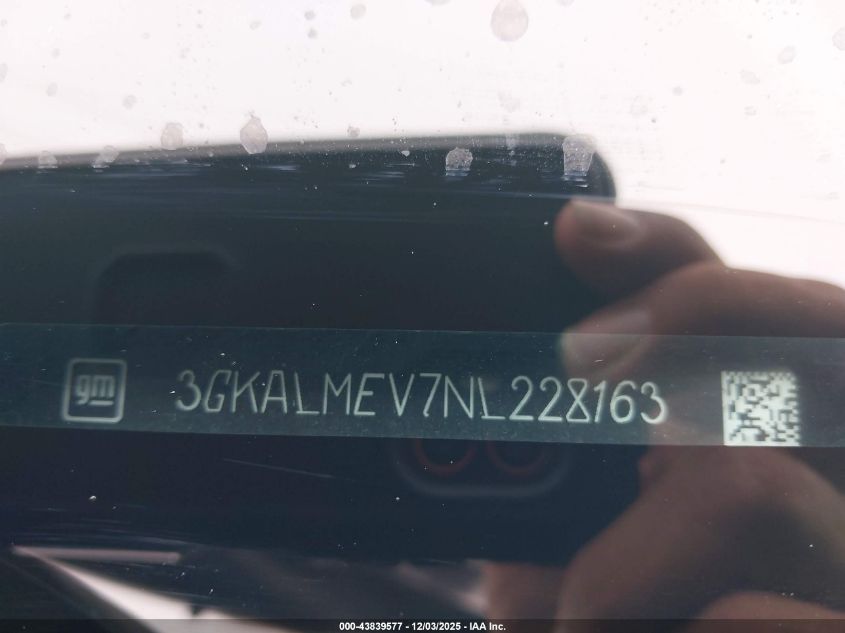 gm 3GKALMEV7NL228163
000-43839577 - 12/03/2025 - IAA Inc.